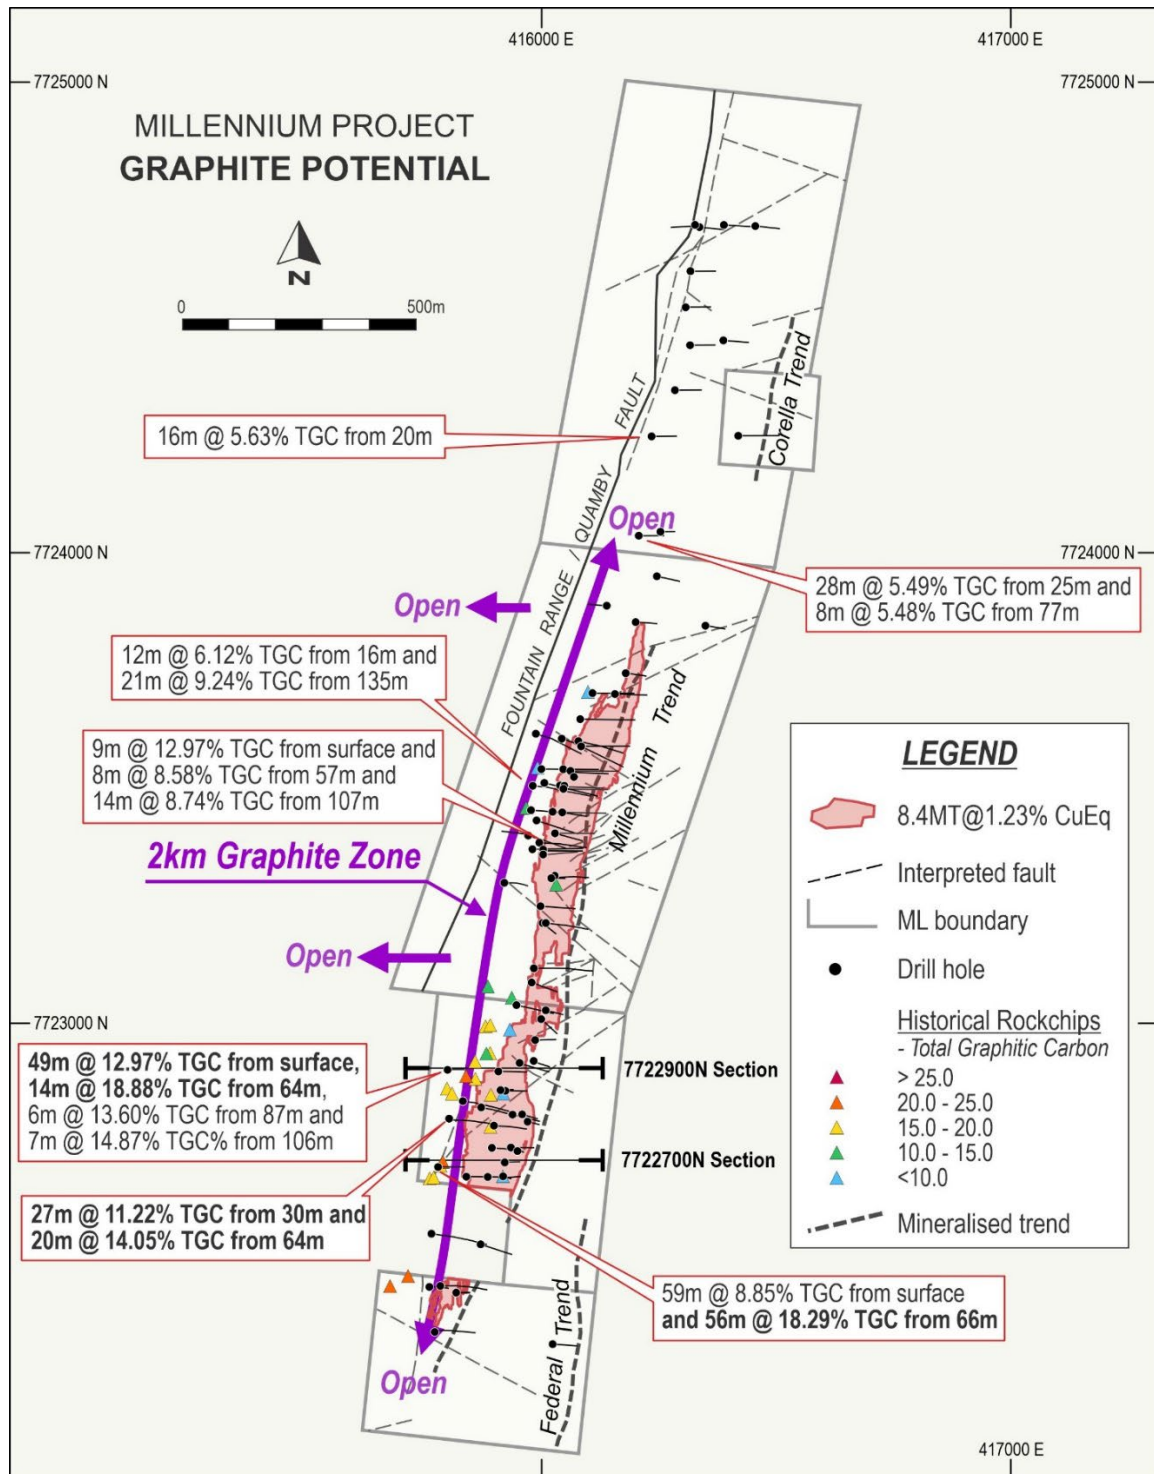 416000 E
417000 E
7725000 N
7725000 N
MILLENNIUM PROJECT
GRAPHITE POTENTIAL
N
0
500m
Corella Trend
FAULT
16m @ 5.63% TGC from 20m
FOUNTAIN RANGE / QUAMBY
Open
7724000 N
7724000 N
28m @ 5.49% TGC from 25m and
8m @ 5.48% TGC from 77m
Open
12m @ 6.12% TGC from 16m and
21m @ 9.24% TGC from 135m
Millennium Trend
9m @ 12.97% TGC from surface and
8m @ 8.58% TGC from 57m and
14m @ 8.74% TGC from 107m
2km Graphite Zone
Open
LEGEND
8.4MT@1.23% CuEq
Interpreted fault
ML boundary
Drill hole
Historical Rockchips
- Total Graphitic Carbon
> 25.0
20.0 - 25.0
15.0 - 20.0
10.0 - 15.0
<10.0
Mineralised trend
7723000 N
49m @ 12.97% TGC from surface,
14m @ 18.88% TGC from 64m,
6m @ 13.60% TGC from 87m and
7m @ 14.87% TGC% from 106m
7722900N Section
7722700N Section
27m @ 11.22% TGC from 30m and
20m @ 14.05% TGC from 64m
59m @ 8.85% TGC from surface
and 56m @ 18.29% TGC from 66m
Federal Trend
Open
417000 E